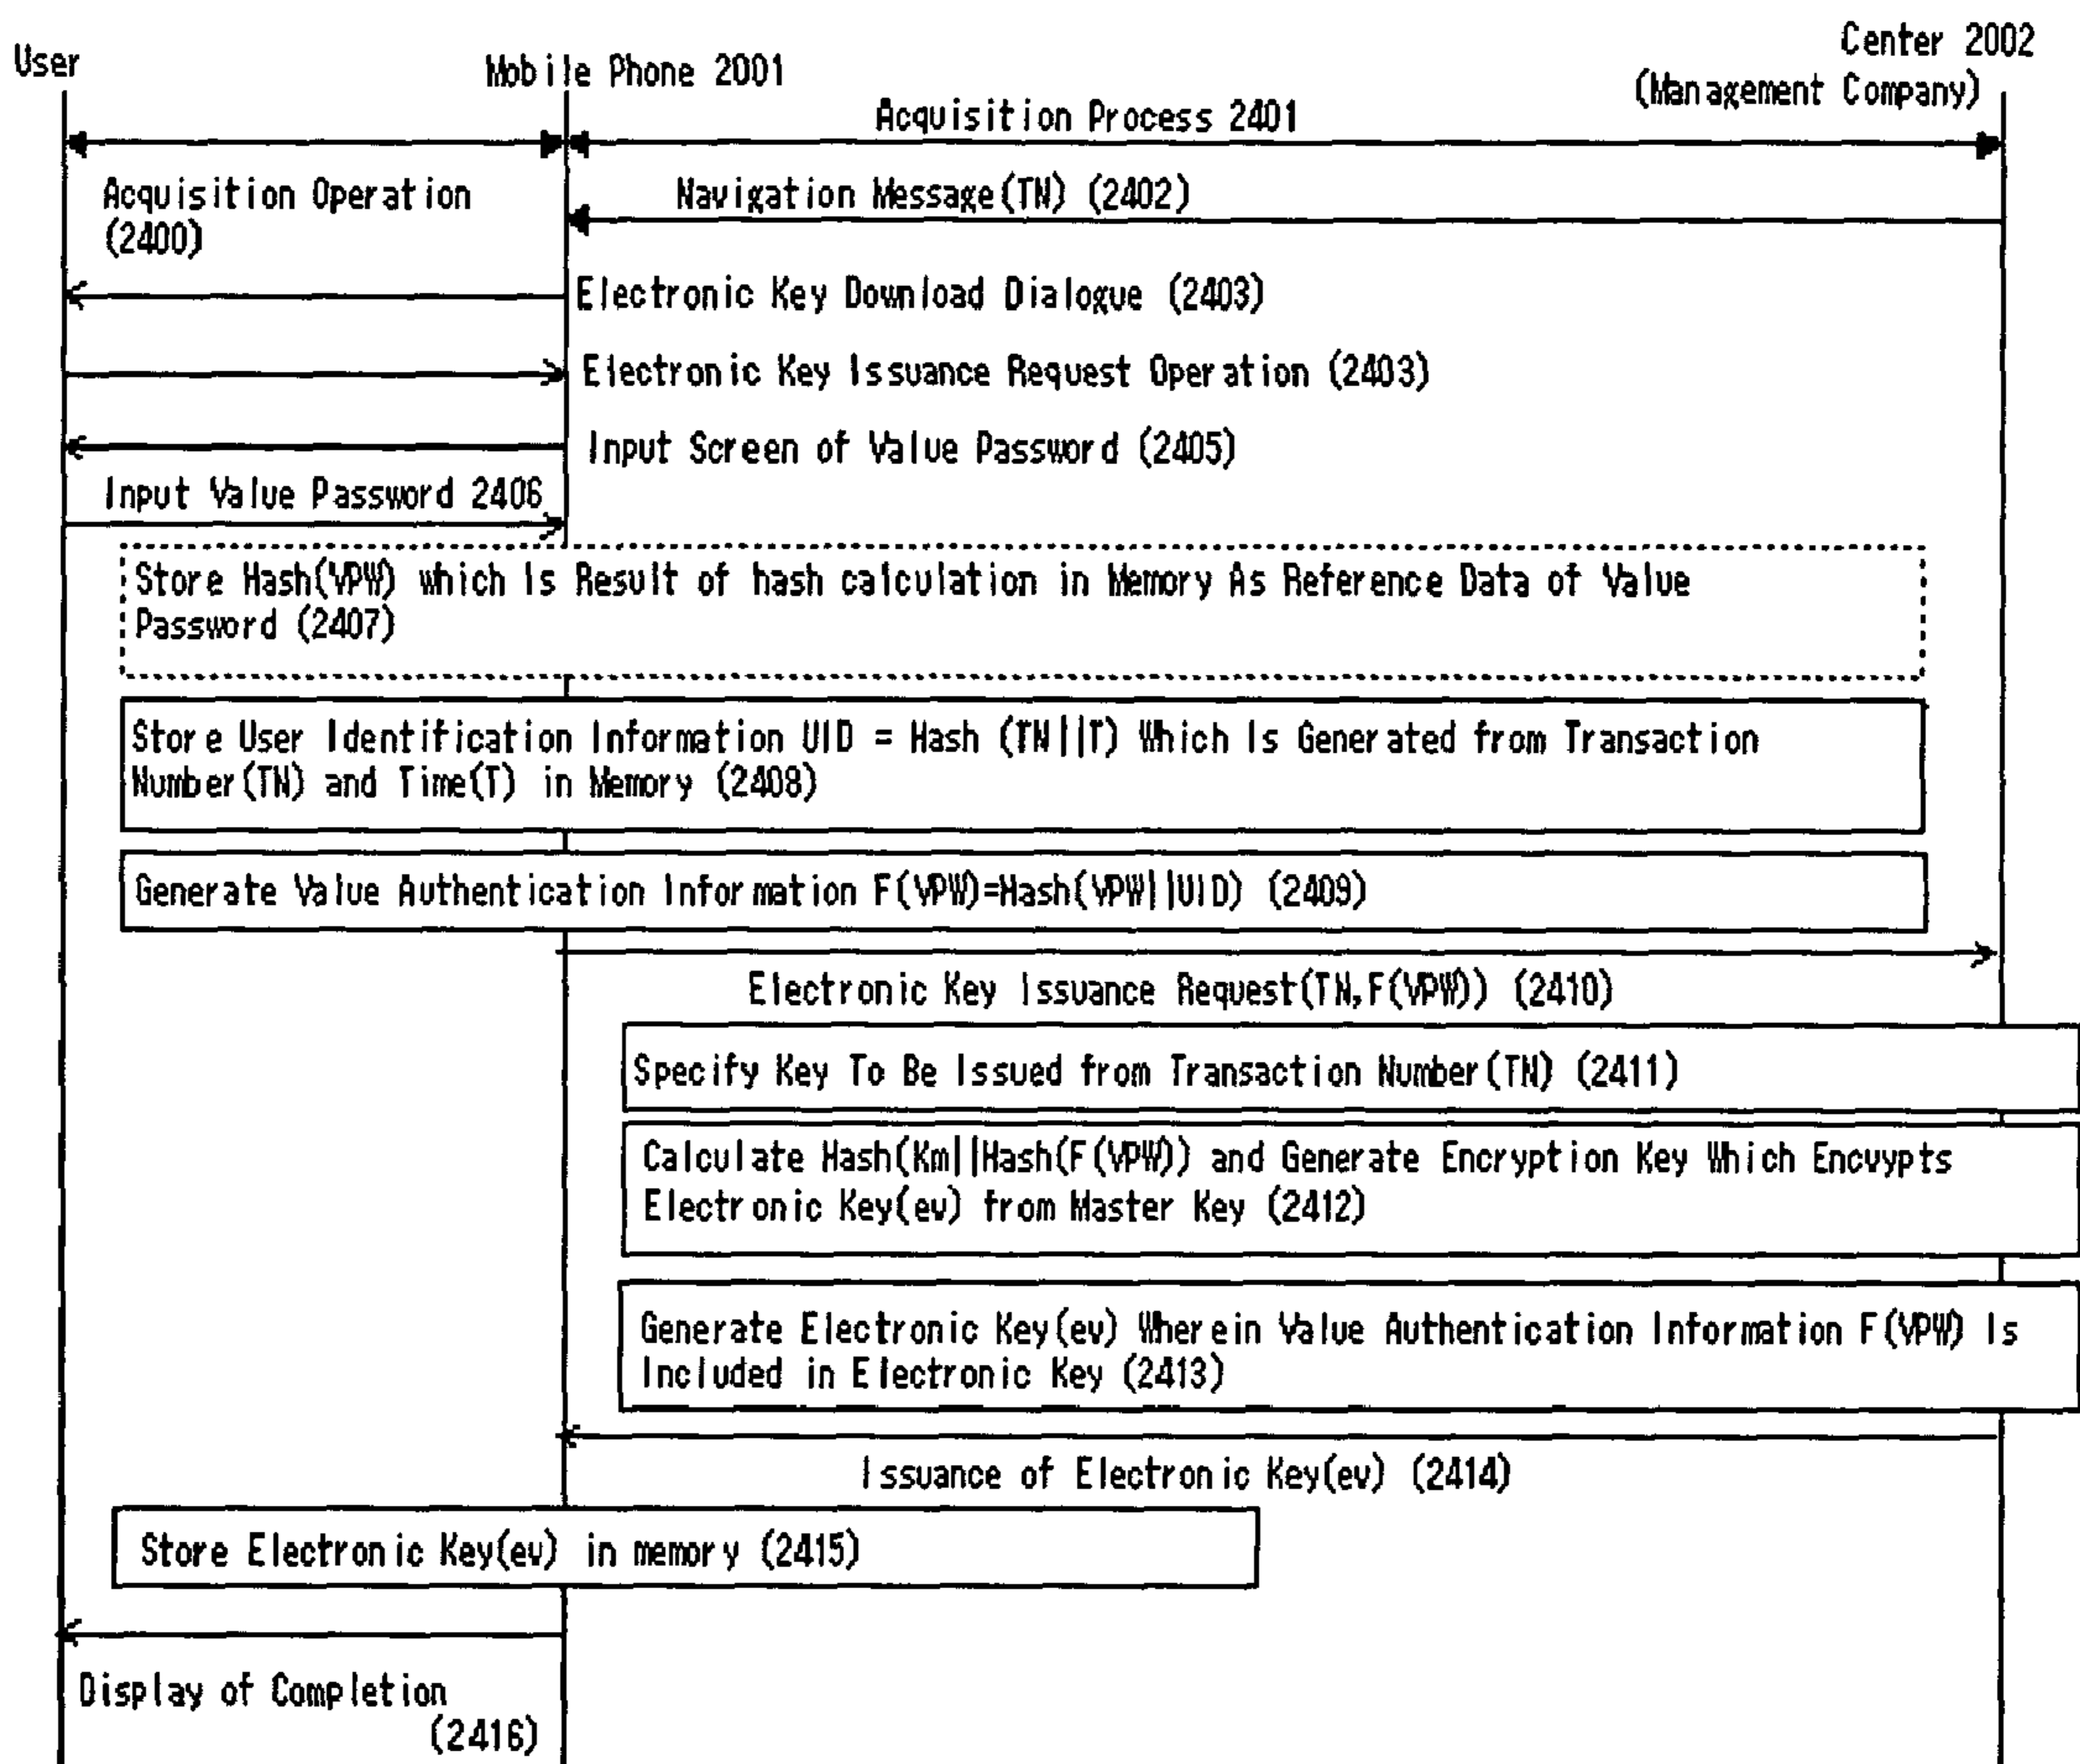 User
Mobile Phone 2001
Center 2002
(Management Company)
Acquisition Process 2401
Acquisition Operation
(2400)
Navigation Message(TN) (2402)
Electronic Key Download Dialogue (2403)
Electronic Key Issuance Request Operation (2403)
Input Screen of Value Password (2405)
Input Value Password 2406
Store Hash(VPW) which Is Result of hash calculation in Memory As Reference Data of Value
Password (2407)
Store User Identification Information UID = Hash (TN||T) Which Is Generated from Transaction
Number(TN) and Time(T) in Memory (2408)
Generate Value Authentication Information F(VPW)=Hash(VPW||UID) (2409)
Electronic Key Issuance Request(TN,F(VPW)) (2410)
Specify Key To Be Issued from Transaction Number(TN) (2411)
Calculate Hash(Km||Hash(F(VPW)) and Generate Encryption Key Which Encvypts
Electronic Key(ev) from Master Key (2412)
Generate Electronic Key(ev) Wherein Value Authentication Information F(VPW) Is
Included in Electronic Key (2413)
Issuance of Electronic Key(ev) (2414)
Store Electronic Key(ev) in memory (2415)
Display of Completion
(2416)